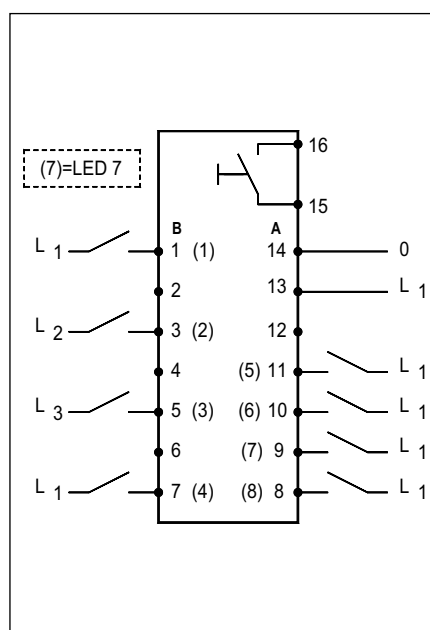 16
(7)=LED 7
15
B A
L 1 1 (1) 14 0
2 13 L 1
L 2 3 (2) 12
4 (5) 11 L 1
L 3 5 (3) (6) 10 L 1
6 (7) 9 L 1
L 1 7 (4) (8) 8 L 1